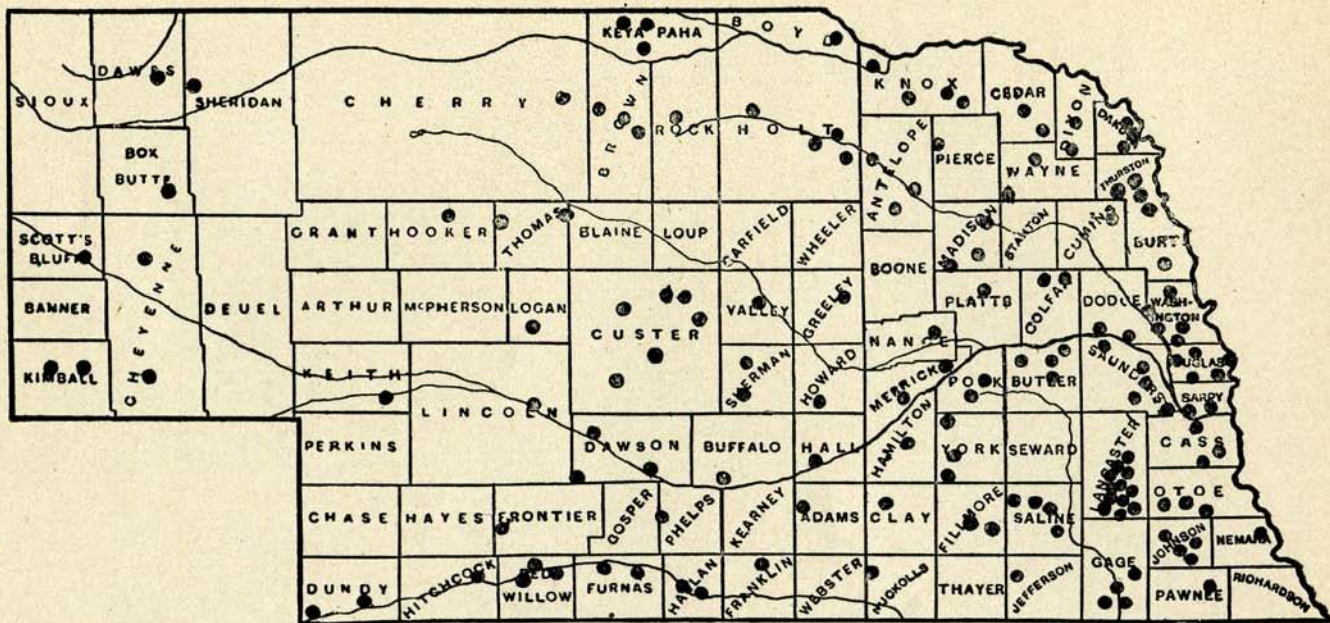 KEYA PAHA
BOYD
DAWES
SIOUX
SHERIDAN
CHERRY
BROWN
ROCK
HOLT
KNOX
CEDAR
DIXON
DAKOTA
BOX
BUTTE
ANTELOPE
PIERCE
WAYNE
THURSTON
SCOTT'S
BLUFF
CHEYENNE
GRANT
HOOKER
THOMAS
BLAINE
LOUP
GARFIELD
WHEELER
BOONE
MADISON
STANTON
CUMING
BURT
BANNER
DEUEL
ARTHUR
McPHERSON
LOGAN
CUSTER
VALLEY
GREELEY
PLATTS
COLFAX
DODGE
WASH-
INGTON
NANCE
KIMBALL
KEITH
LINCOLN
SHERMAN
HOWARD
MERRICK
POLK
BUTLER
SAUNDERS
DOUGLAS
SARPY
PERKINS
DAWSON
BUFFALO
HALL
HAMILTON
YORK
SEWARD
LANCASTER
CASS
OTOE
CHASE
HAYES
FRONTIER
GOSPER
PHELPS
KEARNEY
ADAMS
CLAY
FILLMORE
SALINE
JOHNSON
NEMAHA
DUNDY
HITCHCOCK
RED
WILLOW
FURNAS
HARLAN
FRANKLIN
WEBSTER
NUCKOLLS
THAYER
JEFFERSON
GAGE
PAWNEE
RICHARDSON